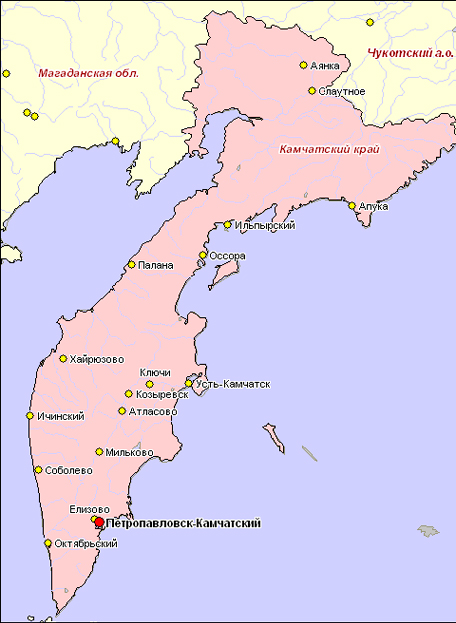 Чукотский а.о.
Магаданская обл.
Аянка
Слаутное
Камчатский край
Апука
Ильпырский
Оссора
Палана
Хайрюзово
Ключи
Усть-Камчатск
Козыревск
Атласово
Ичинский
Мильково
Соболево
Елизово
Петропавловск-Камчатский
Октябрьский